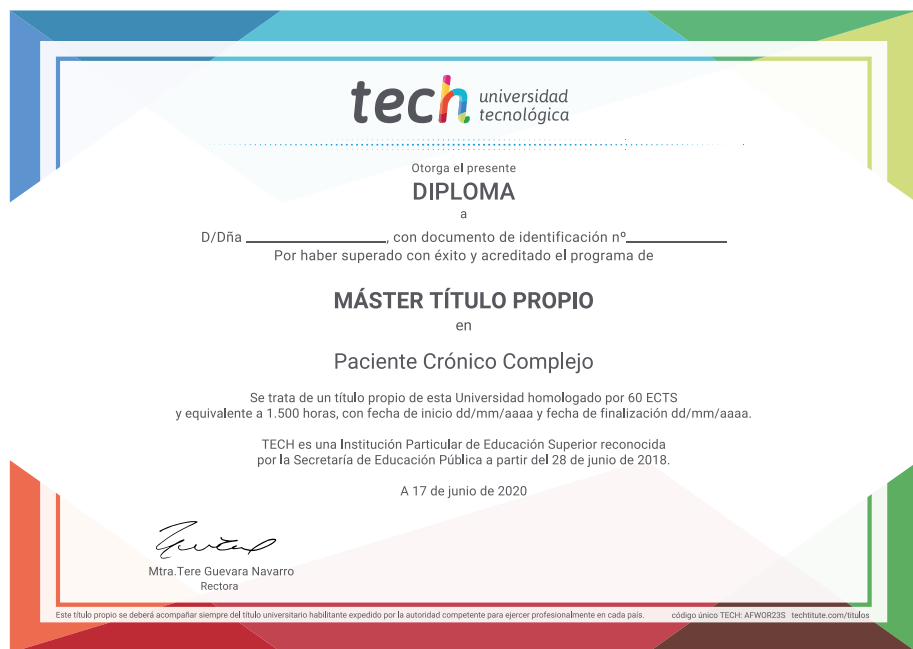 tech universidad
tecnológica
Otorga el presente
DIPLOMA
a
D/Dña ______________, con documento de identificación nº__________
Por haber superado con éxito y acreditado el programa de
MÁSTER TÍTULO PROPIO
en
Paciente Crónico Complejo
Se trata de un título propio de esta Universidad homologado por 60 ECTS
y equivalente a 1.500 horas, con fecha de inicio dd/mm/aaaa y fecha de finalización dd/mm/aaaa.
TECH es una Institución Particular de Educación Superior reconocida
por la Secretaría de Educación Pública a partir del 28 de junio de 2018.
A 17 de junio de 2020
Mtra.Tere Guevara Navarro
Rectora
Este título propio se deberá acompañar siempre del título universitario habilitante expedido por la autoridad competente para ejercer profesionalmente en cada país. código único TECH: AFWOR23S techtitute.com/titulos